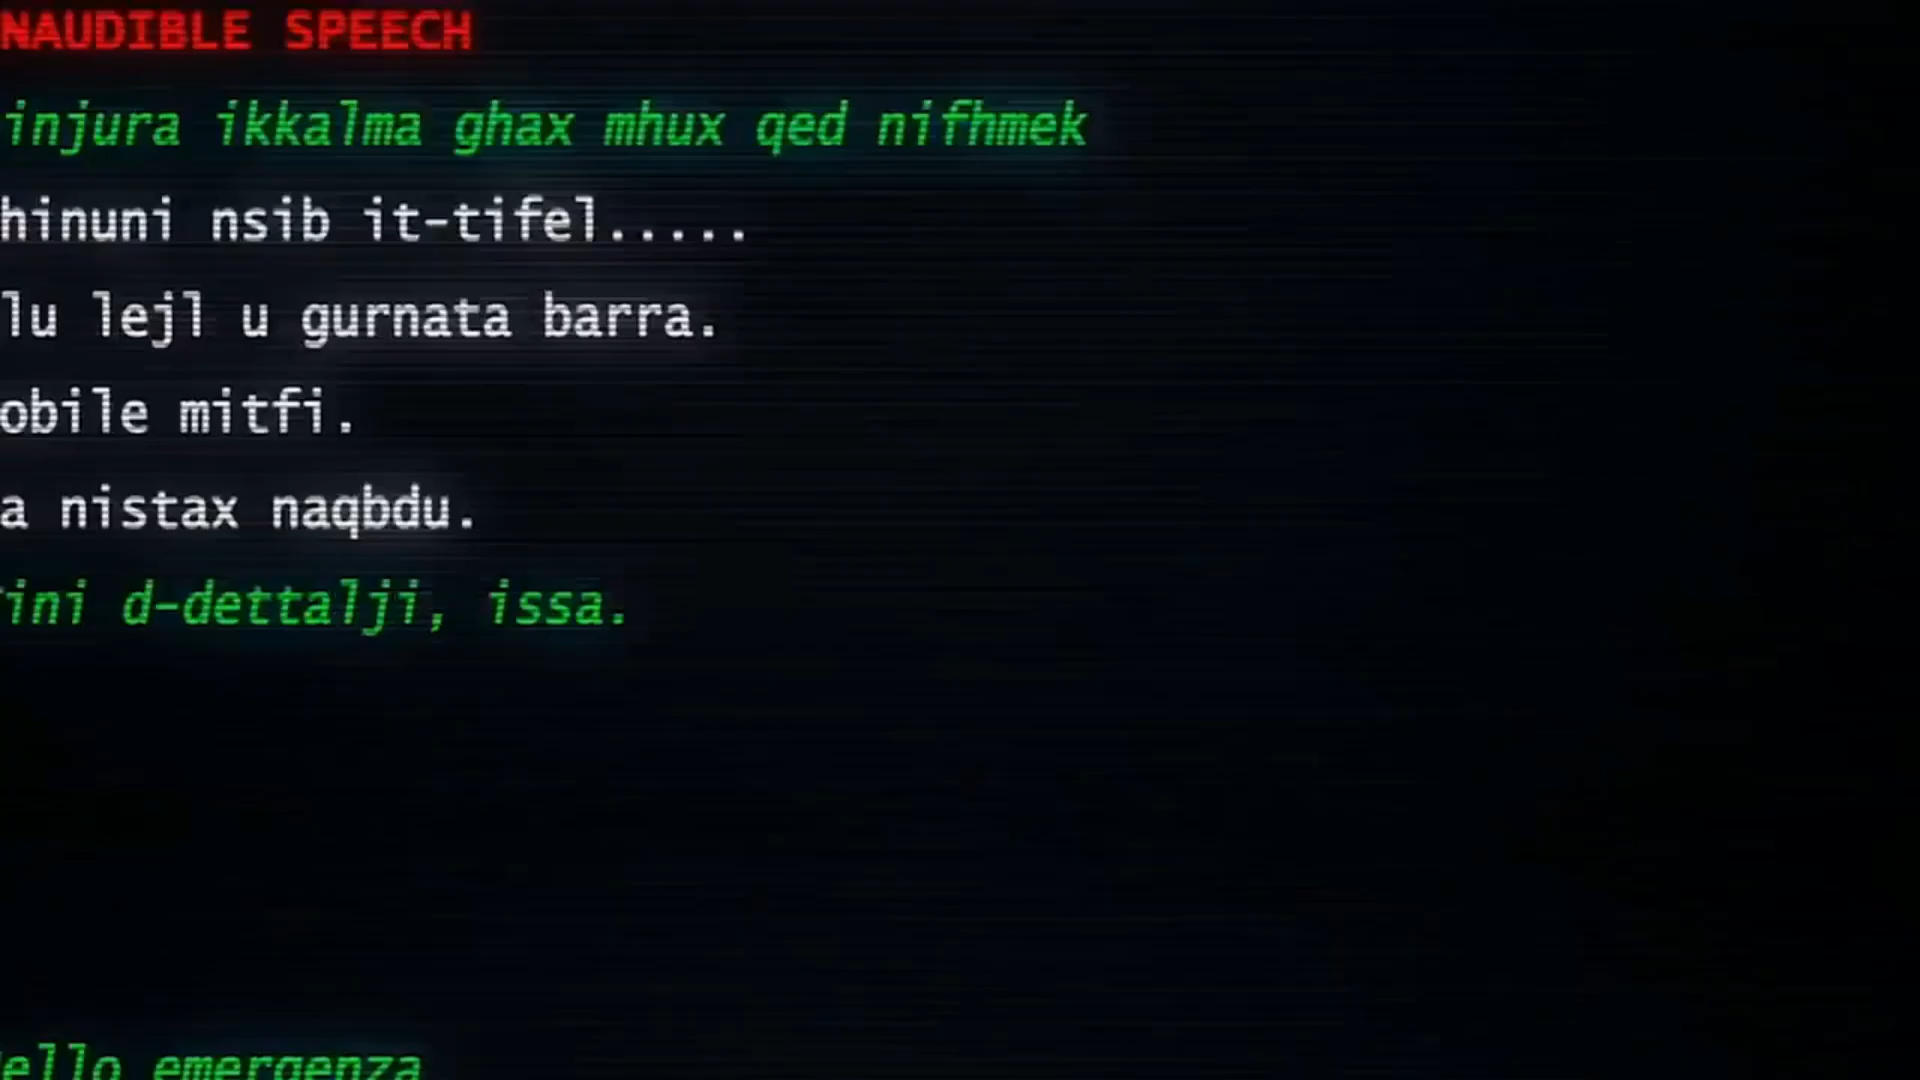 NAUDIBLE SPEECH
injura ikkalma ghax mhux qed nifhmek
hinuni nsib it-tifel.....
lu lejl u gurnata barra.
obile mitfi.
a nistax naqbdu.
ini d-dettalji, issa.
ello emergenza